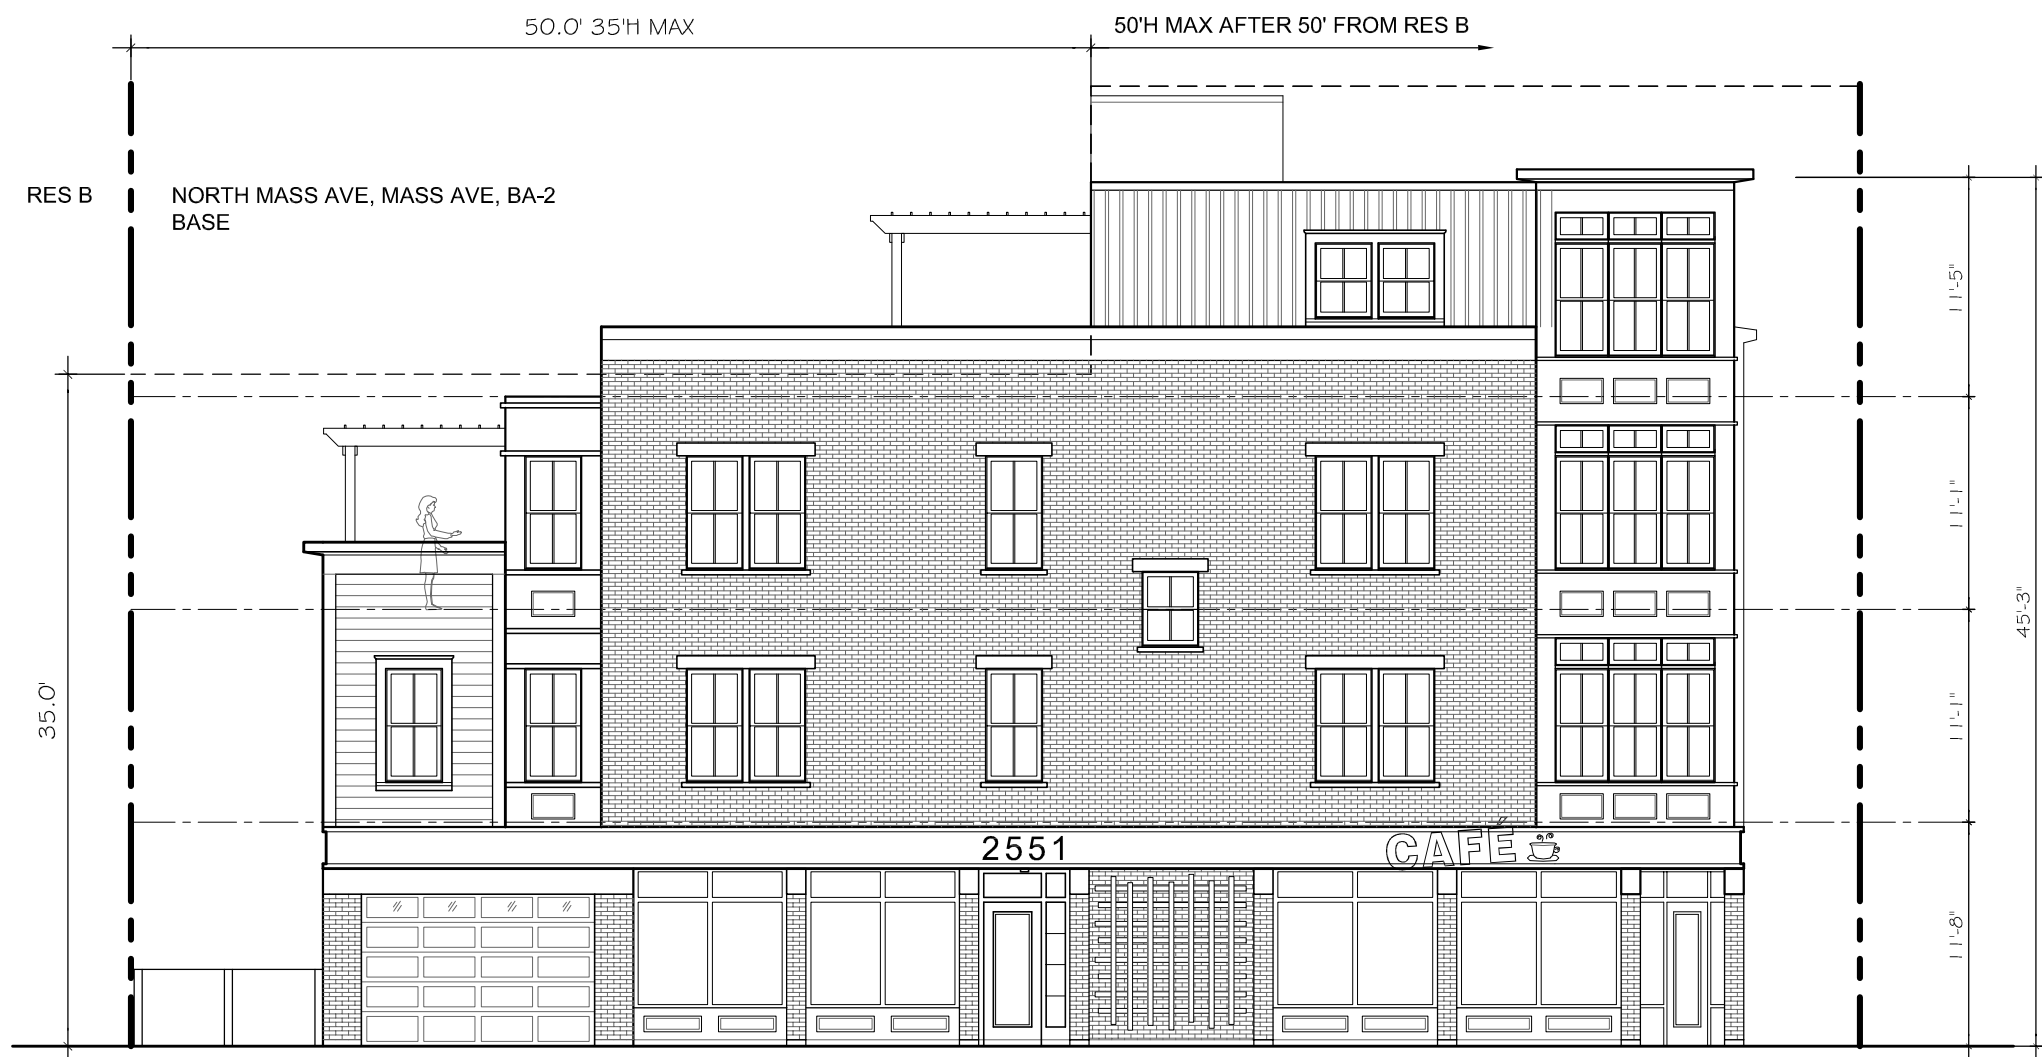 50.0' 35'H MAX
50'H MAX AFTER 50' FROM RES B
RES B
NORTH MASS AVE, MASS AVE, BA-2
BASE
11'-5"
11'-1"
45'-3"
35.0'
11'-1"
2551
CAFÉ
11'-8"